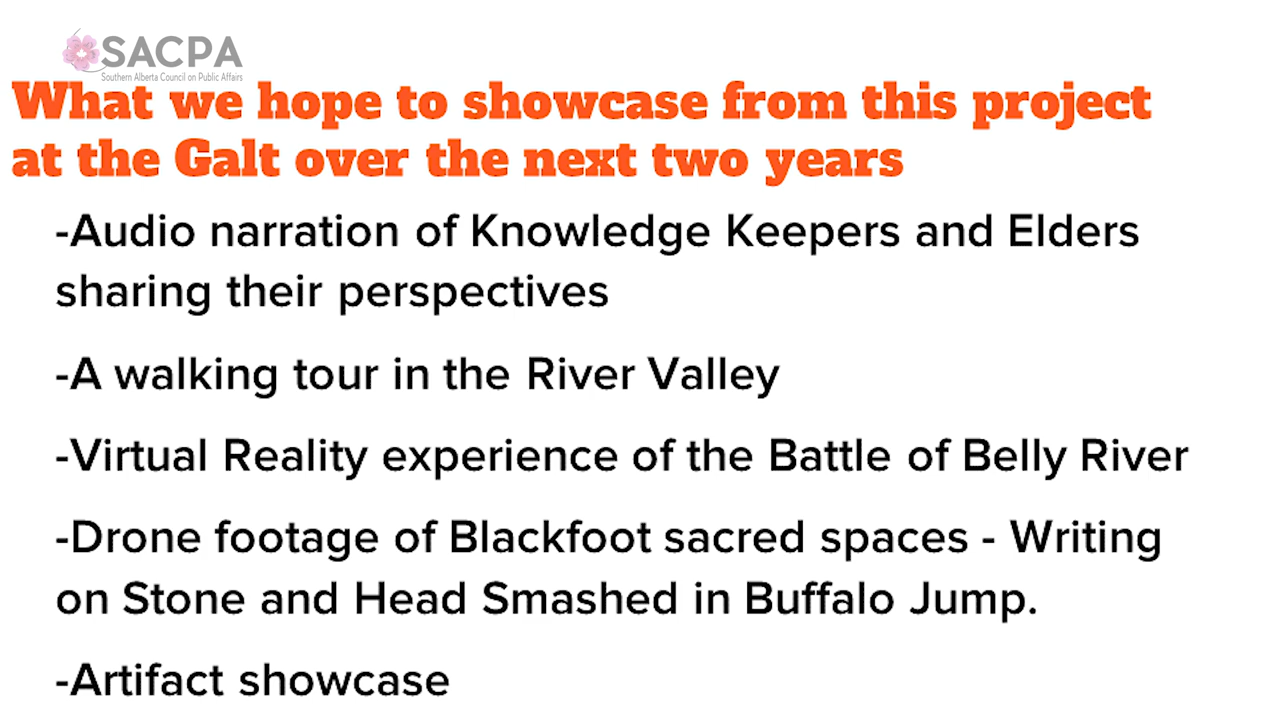 SACPA
Southern Alberta Council on Public Affairs
What we hope to showcase from this project
at the Galt over the next two years
-Audio narration of Knowledge Keepers and Elders
sharing their perspectives
-A walking tour in the River Valley
-Virtual Reality experience of the Battle of Belly River
-Drone footage of Blackfoot sacred spaces - Writing
on Stone and Head Smashed in Buffalo Jump.
-Artifact showcase